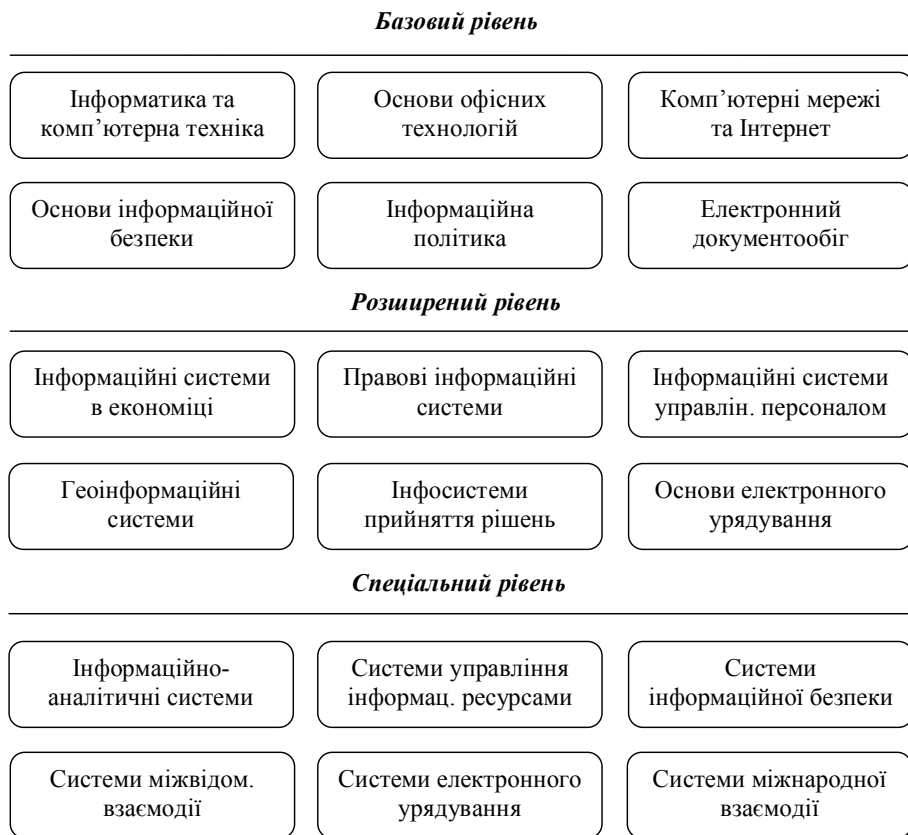 Базовий рівень
Інформатика та
комп’ютерна техніка
Основи офісних
технологій
Комп’ютерні мережі
та Інтернет
Основи інформаційної
безпеки
Інформаційна
політика
Електронний
документообіг
Розширений рівень
Інформаційні системи
в економіці
Правові інформаційні
системи
Інформаційні системи
управлін. персоналом
Геоінформаційні
системи
Інфосистеми
прийняття рішень
Основи електронного
урядування
Спеціальний рівень
Інформаційно-
аналітичні системи
Системи управління
інформац. ресурсами
Системи
інформаційної безпеки
Системи міжвідом.
взаємодії
Системи електронного
урядування
Системи міжнародної
взаємодії